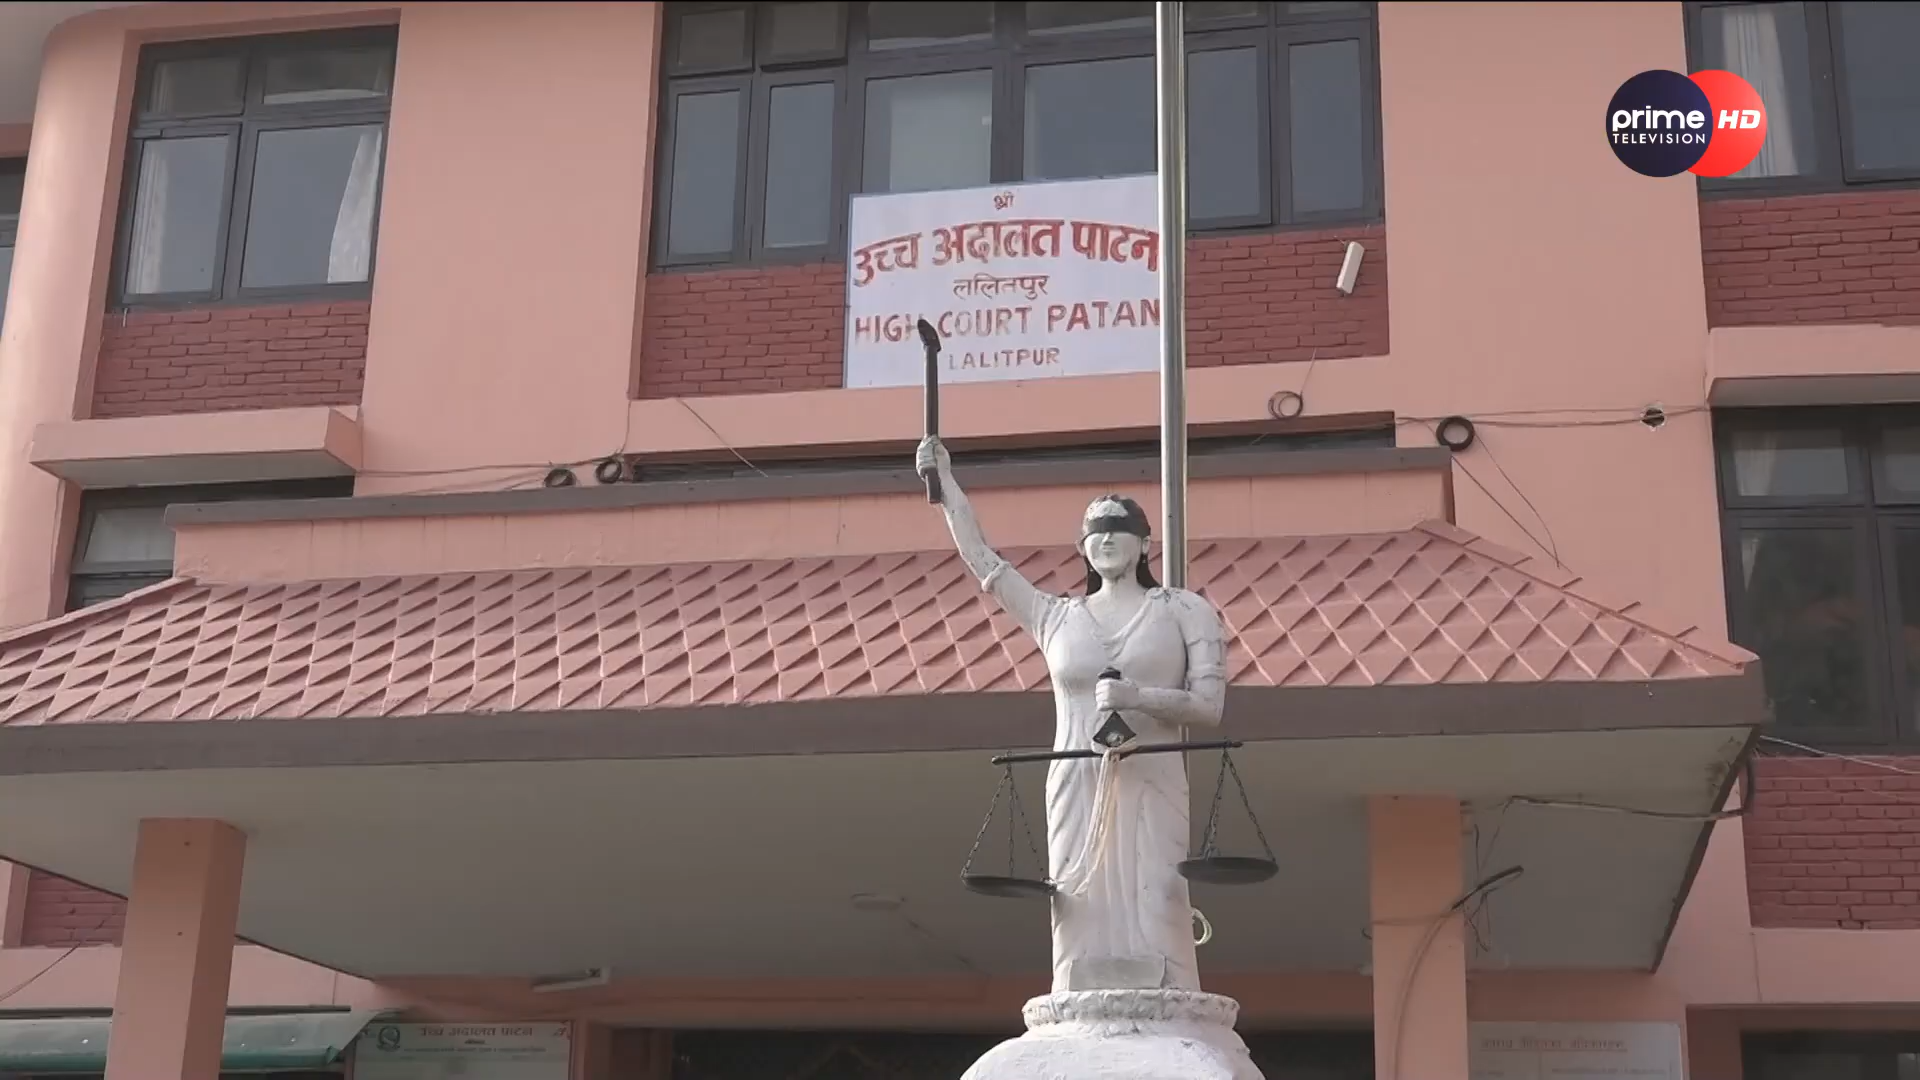 prime HD
TELEVISION
श्री
उच्च अदालत पाटन
ललितपुर
HIGH COURT PATAN
LALITPUR
उच्च अदालत पाटन